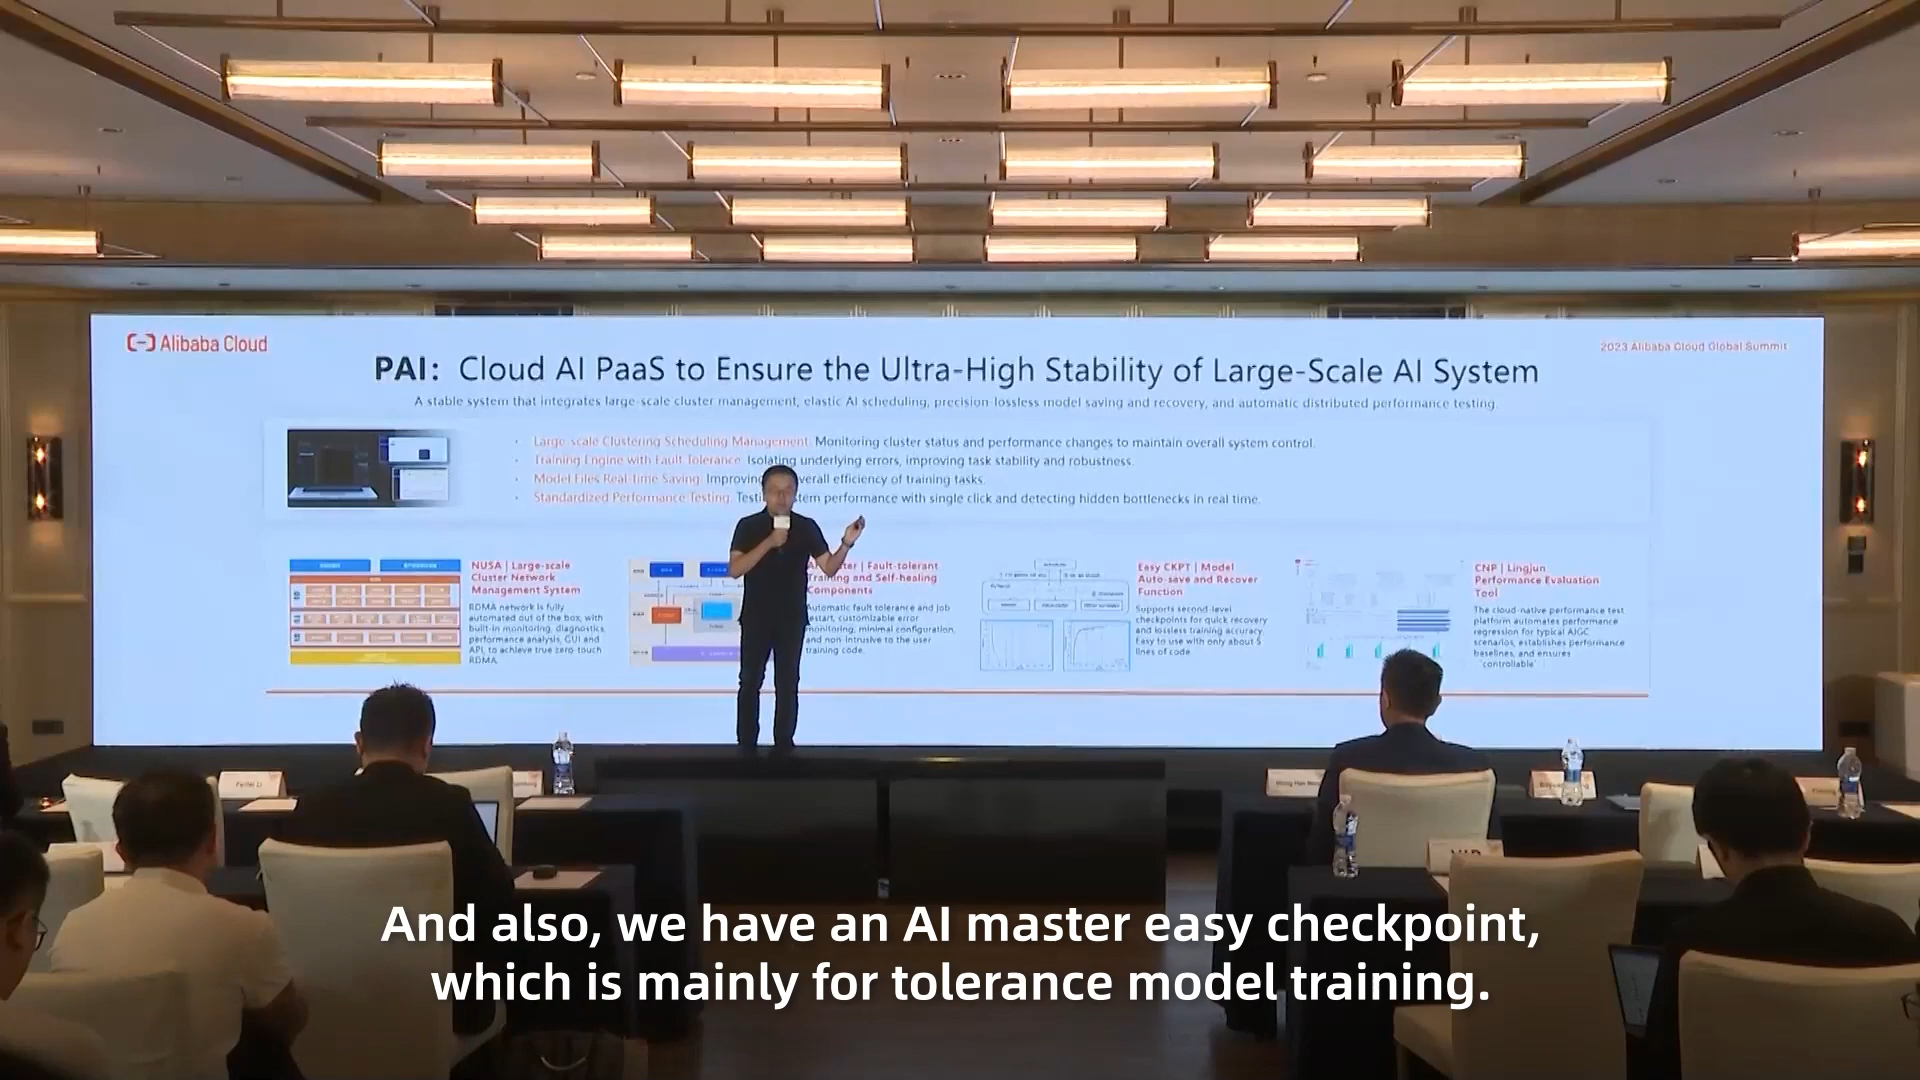 Alibaba Cloud
2023 Alibaba Cloud Global Summit
PAI: Cloud AI PaaS to Ensure the Ultra-High Stability of Large-Scale AI System
A stable system that integrates large-scale cluster management, elastic AI scheduling, precision-lossless model saving and recovery, and automatic distributed performance testing.
Large-scale Clustering Scheduling Management: Monitoring cluster status and performance changes to maintain overall system control.
Training Engine with Fault Tolerance: Isolating underlying errors, improving task stability and robustness.
Model Files Real-time Saving: Improving overall efficiency of training tasks.
Standardized Performance Testing: performance with single click and detecting hidden bottlenecks in real time.
NUSA | Large-scale
Cluster Network
Management System
RDMA network is fully
automated out of the box, with
built-in monitoring, diagnostics,
performance analysis, GUI and
API, to achieve true zero-touch
RDMA.
| Fault-tolerant
Training and Self-healing
Components
Automatic fault tolerance and job
restart, customizable error
monitoring, minimal configuration,
and non-intrusive to the user
training code.
Easy CKPT | Model
Auto-save and Recover
Function
Supports second-level
checkpoints for quick recovery
and lossless training accuracy.
Easy to use with only about 5
lines of code.
CNP | Lingjun
Performance Evaluation
Tool
The cloud-native performance test
platform automates performance
regression for typical AIGC
scenarios, establishes performance
baselines, and ensures
"controllable"
Feifei Li
VIP
And also, we have an AI master easy checkpoint,
which is mainly for tolerance model training.